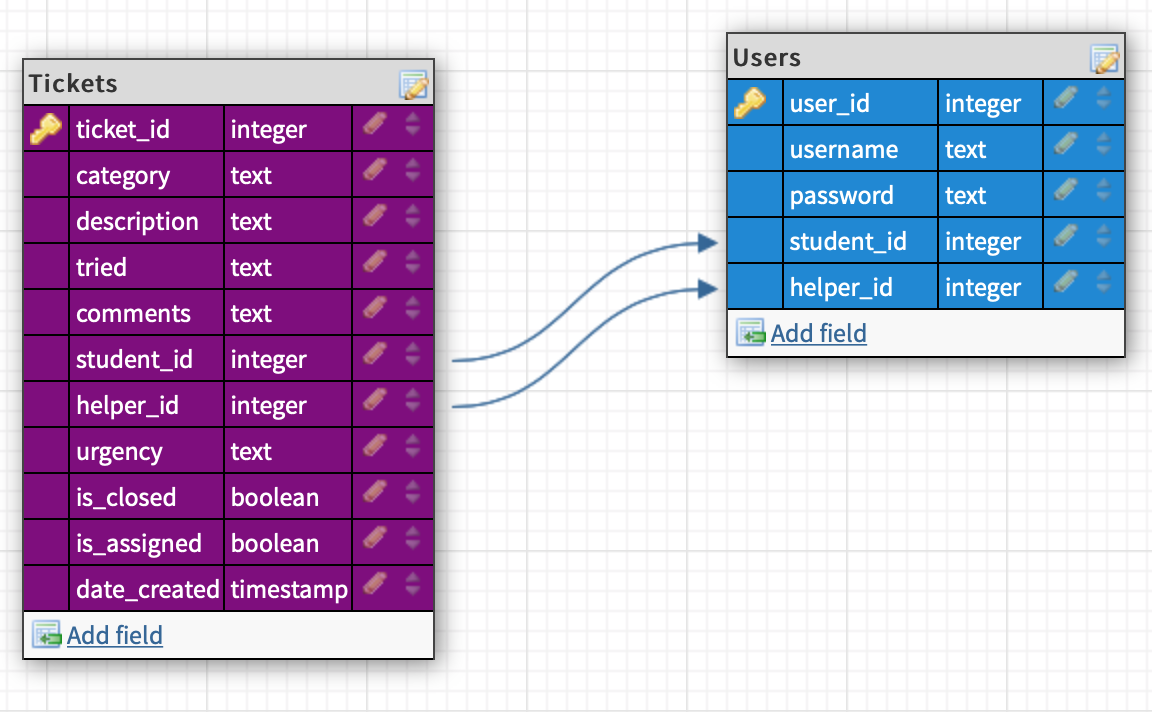 Tickets
ticket_id integer
category text
description text
tried text
comments text
student_id integer
helper_id integer
urgency text
is_closed boolean
is_assigned boolean
date_created timestamp
Add field
Users
user_id integer
username text
password text
student_id integer
helper_id integer
Add field